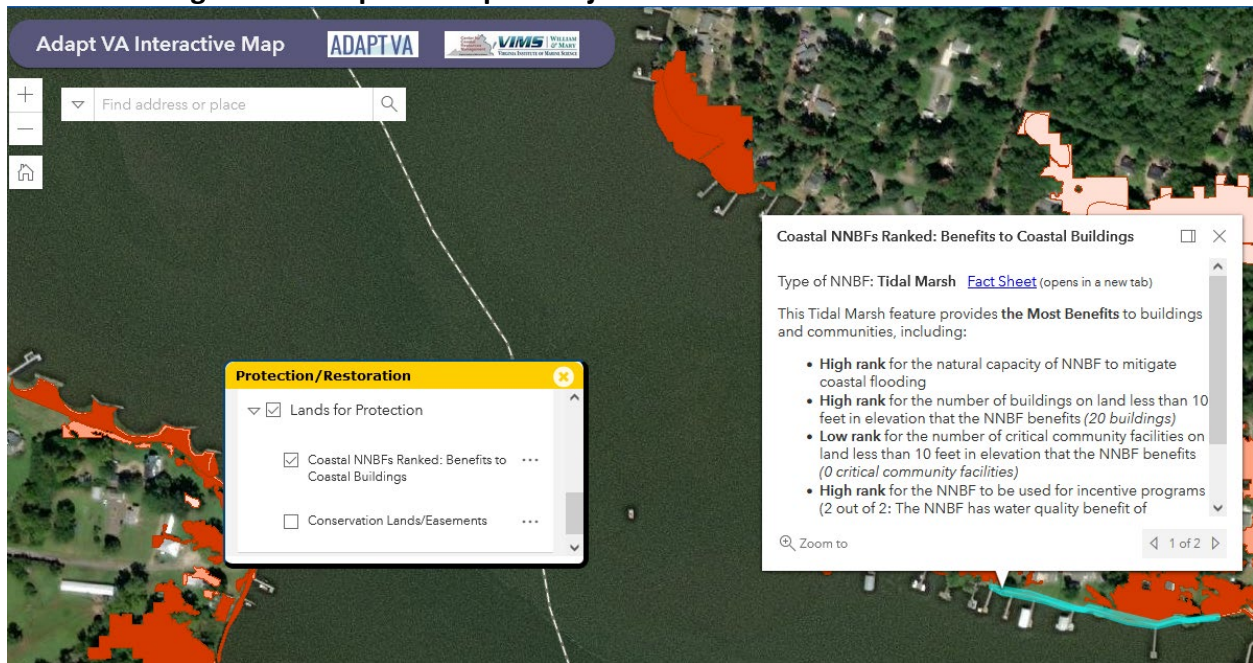 Adapt VA Interactive Map
ADAPTVA
VIMS
WILLIAM
& MARY
VIRGINIA INSTITUTE OF MARINE SCIENCE
Find address or place
Coastal NNBFs Ranked: Benefits to Coastal Buildings
Type of NNBF: Tidal Marsh Fact Sheet (opens in a new tab)
This Tidal Marsh feature provides the Most Benefits to buildings
and communities, including:
• High rank for the natural capacity of NNBF to mitigate
coastal flooding
• High rank for the number of buildings on land less than 10
feet in elevation that the NNBF benefits (20 buildings)
• Low rank for the number of critical community facilities on
land less than 10 feet in elevation that the NNBF benefits
(0 critical community facilities)
• High rank for the NNBF to be used for incentive programs
(2 out of 2: The NNBF has water quality benefit of
Zoom to
1 of 2
Protection/Restoration
Lands for Protection
Coastal NNBFs Ranked: Benefits to
Coastal Buildings
Conservation Lands/Easements